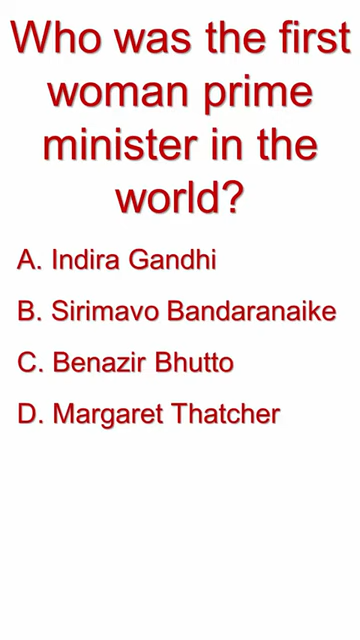 Who was the first
woman prime
minister in the
world?
A. Indira Gandhi
B. Sirimavo Bandaranaike
C. Benazir Bhutto
D. Margaret Thatcher